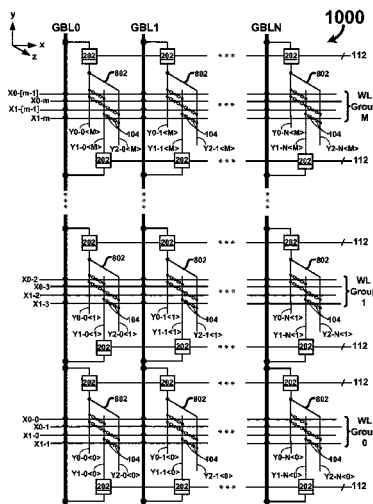 y
x
z
GBL0 GBL1 GBLN
1000
202 202 202
112
802 802 802
X0-[m-1]
X0-m
X1-[m-1]
X1-m
WL
Group
M
104 104 104
Y0-0<M> Y0-1<M> Y0-N<M>
Y1-0<M> Y2-0<M> Y1-1<M> Y2-1<M> Y1-N<M> Y2-N<M>
202 202 202
112
202 202 202
112
802 802 802
X0-2
X0-3
X1-2
X1-3
WL
Group
1
104 104 104
Y0-0<1> Y0-1<1> Y0-N<1>
Y1-0<1> Y2-0<1> Y1-1<1> Y2-1<1> Y1-N<1> Y2-N<1>
202 202 202
112
202 202 202
112
802 802 802
X0-0
X0-1
X1-0
X1-1
WL
Group
0
104 104 104
Y0-0<0> Y0-1<0> Y0-N<0>
Y1-0<0> Y2-0<0> Y1-1<0> Y2-1<0> Y1-N<0> Y2-N<0>
202 202 202
112